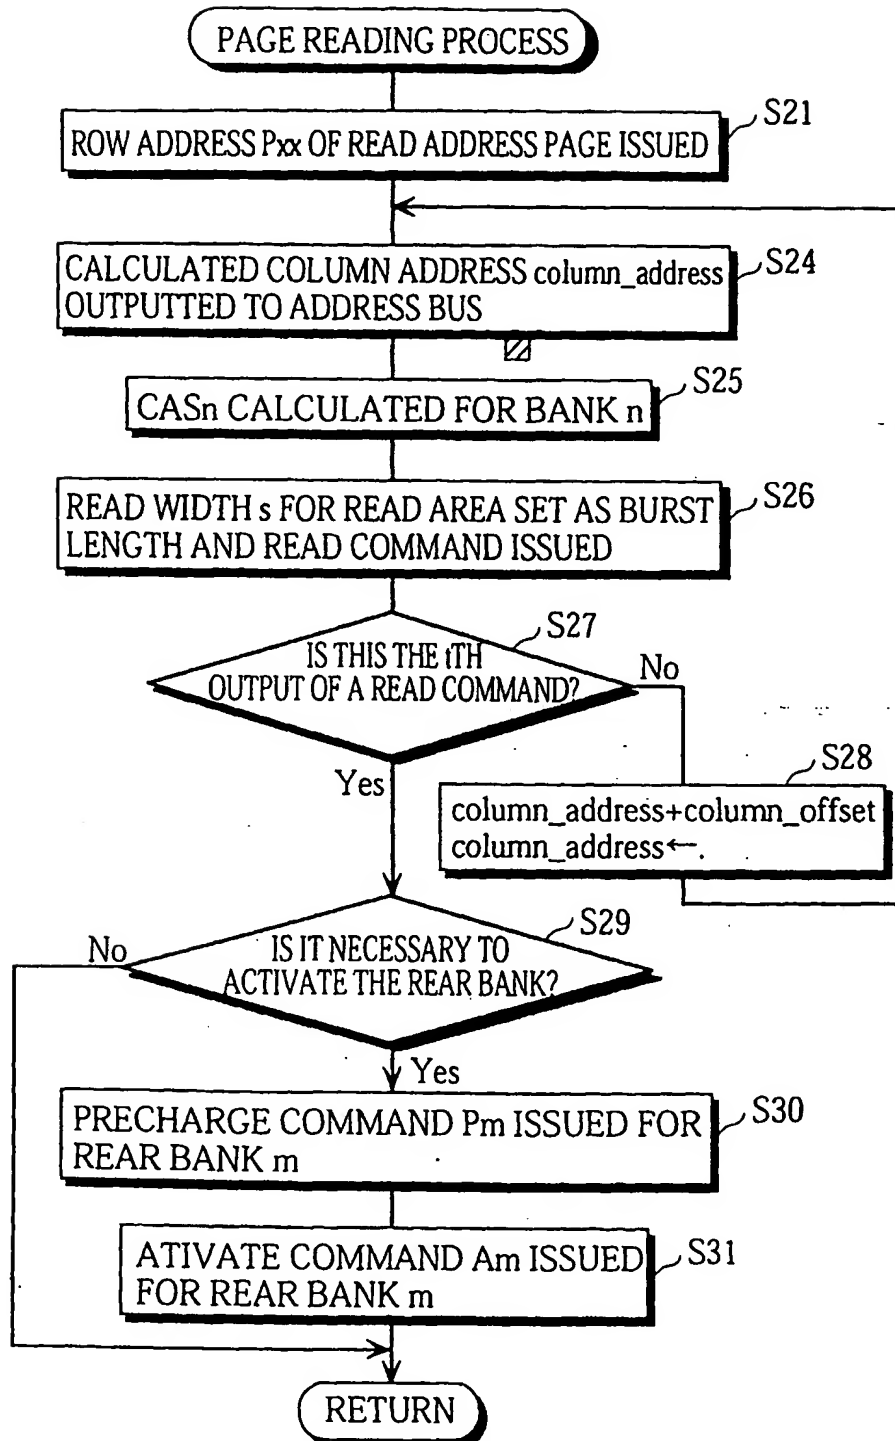 PAGE READING PROCESS
S21
ROW ADDRESS Pxx OF READ ADDRESS PAGE ISSUED
S24
CALCULATED COLUMN ADDRESS column_address
OUTPUTTED TO ADDRESS BUS
S25
CASn CALCULATED FOR BANK n
S26
READ WIDTH s FOR READ AREA SET AS BURST
LENGTH AND READ COMMAND ISSUED
S27
IS THIS THE tTH
OUTPUT OF A READ COMMAND?
No
Yes
S28
column_address+column_offset
column_address←.
S29
No
IS IT NECESSARY TO
ACTIVATE THE REAR BANK?
Yes
S30
PRECHARGE COMMAND Pm ISSUED FOR
REAR BANK m
S31
ATIVATE COMMAND Am ISSUED
FOR REAR BANK m
RETURN